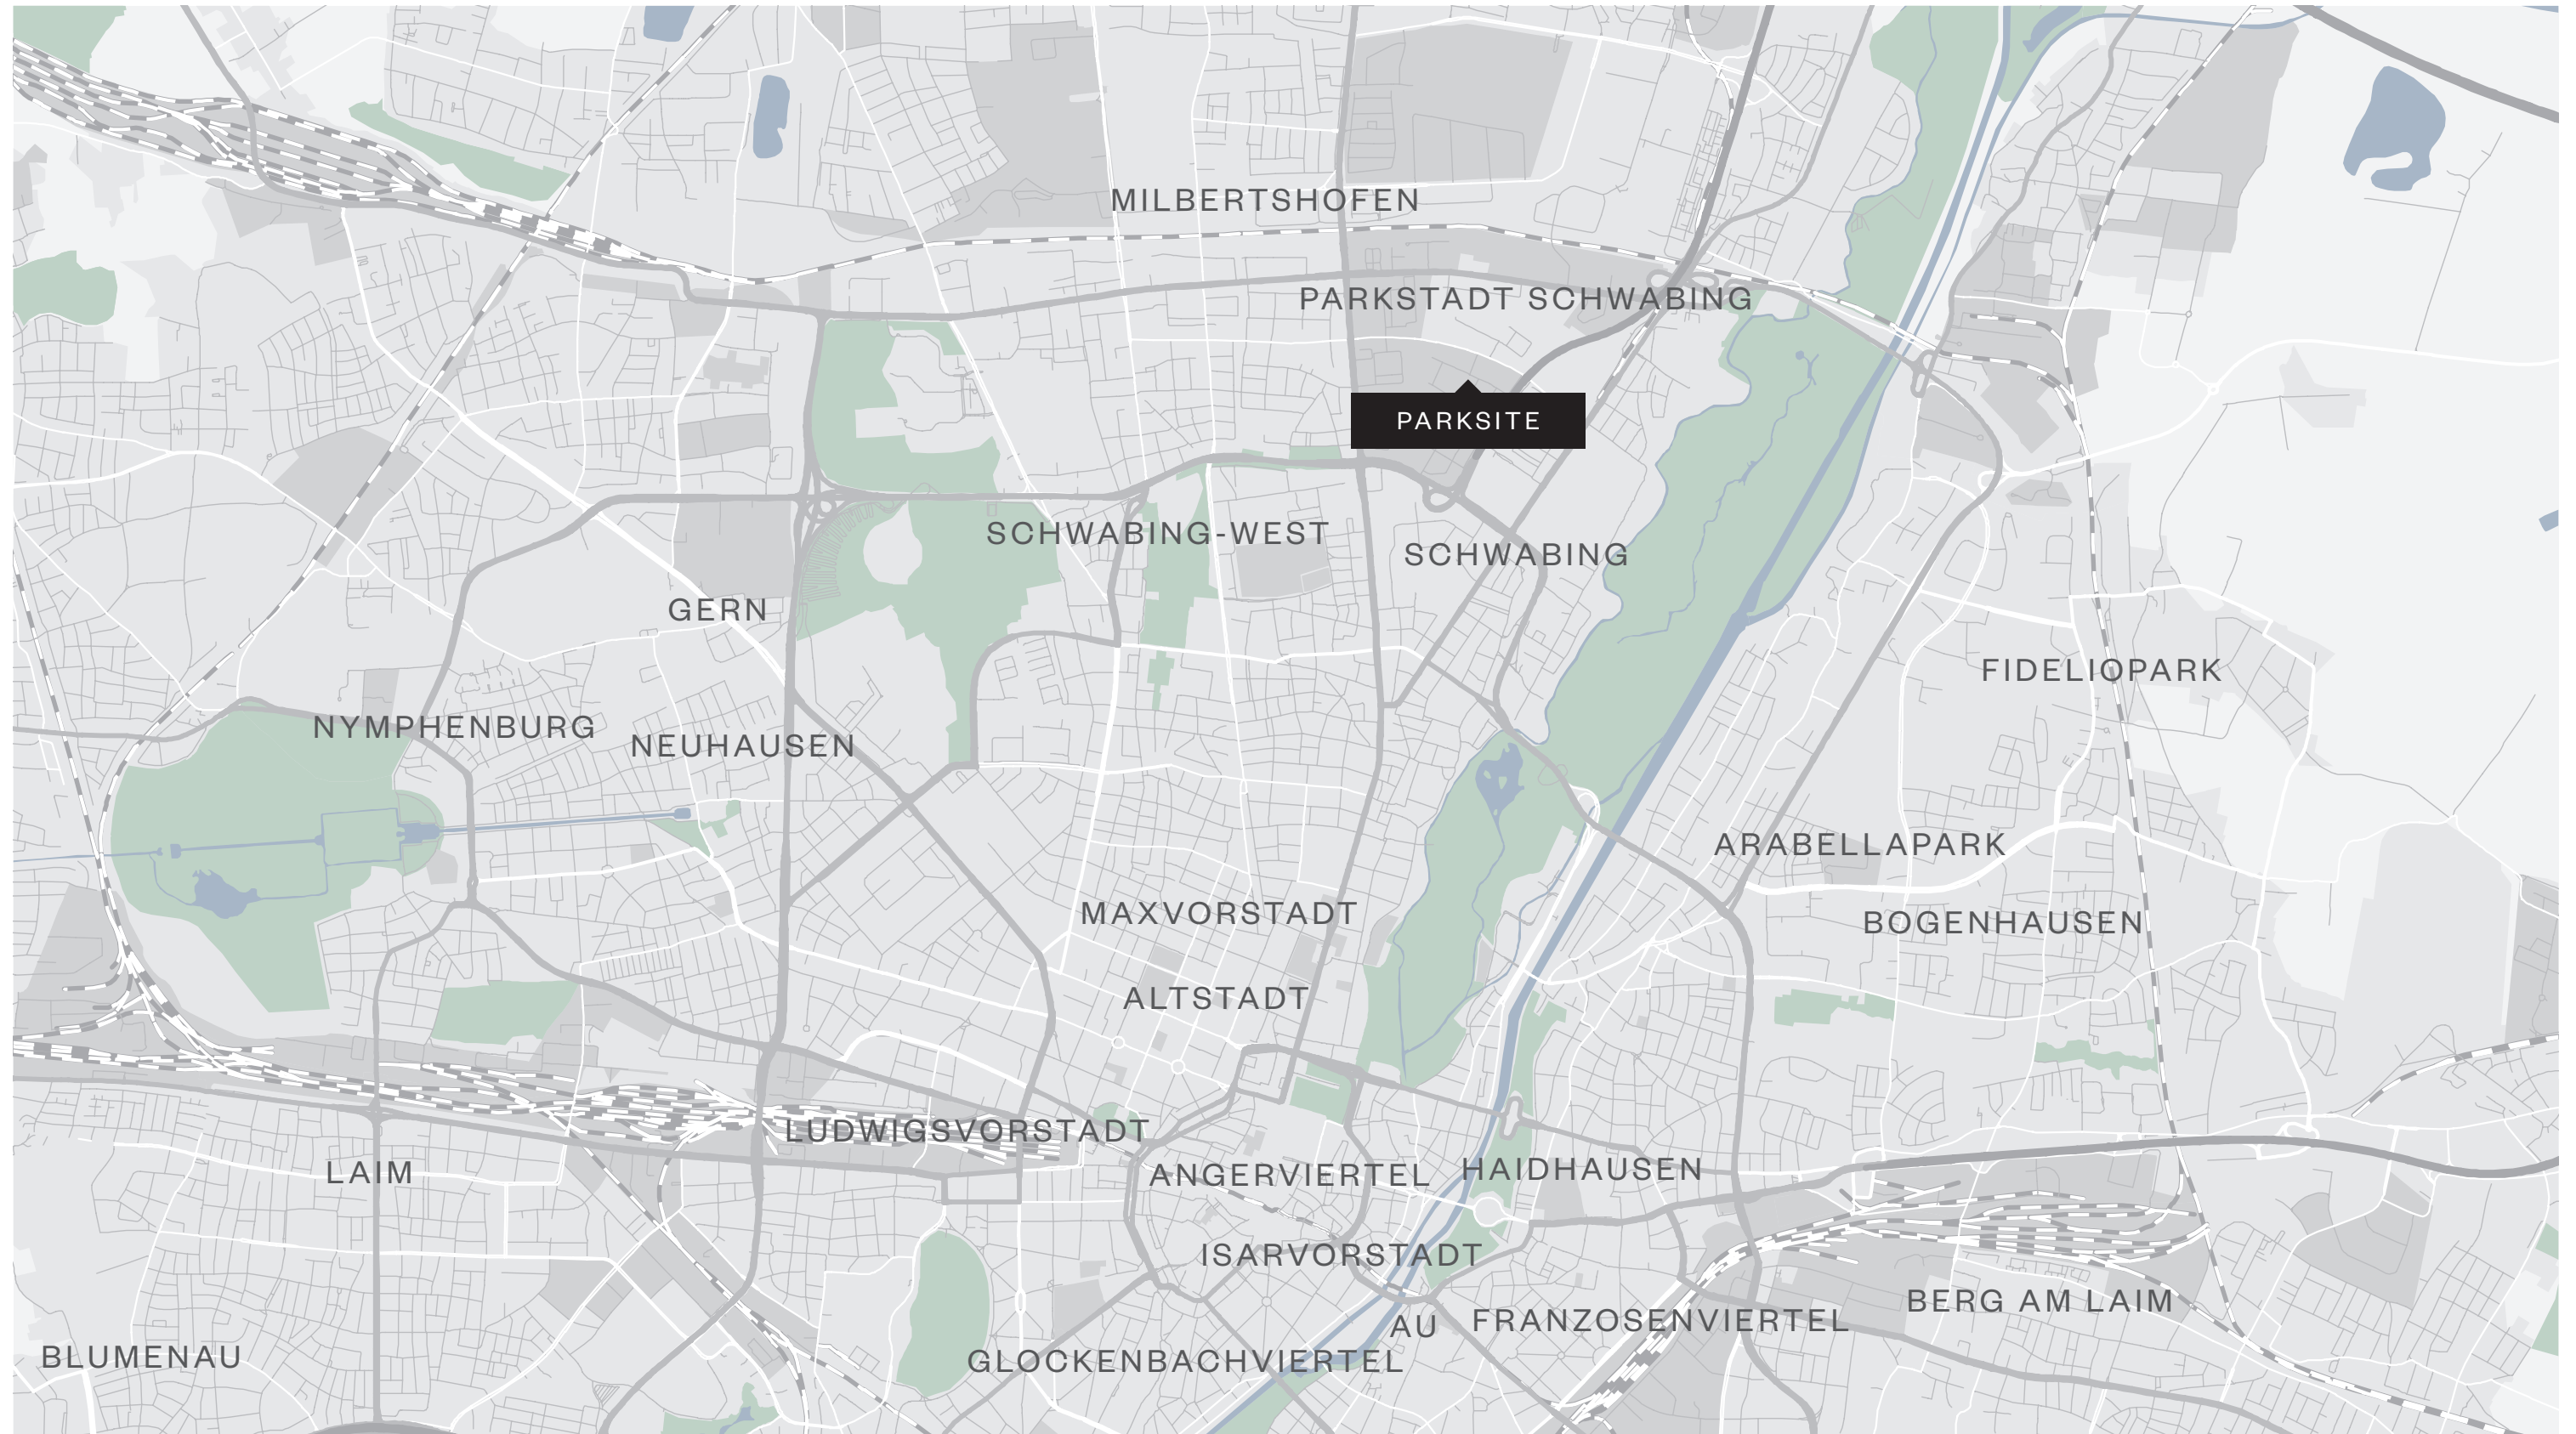 MILBERTSHOFEN
PARKSTADT SCHWABING
PARKSITE
SCHWABING-WEST
SCHWABING
GERN
FIDELIOPARK
NYMPHENBURG
NEUHAUSEN
ARABELLAPARK
MAXVORSTADT
BOGENHAUSEN
ALTSTADT
LUDWIGSVORSTADT
LAIM
ANGERVIERTEL
HAIDHAUSEN
ISARVORSTADT
BERG AM LAIM
AU
FRANZOSENVIERTEL
BLUMENAU
GLOCKENBACHVIERTEL